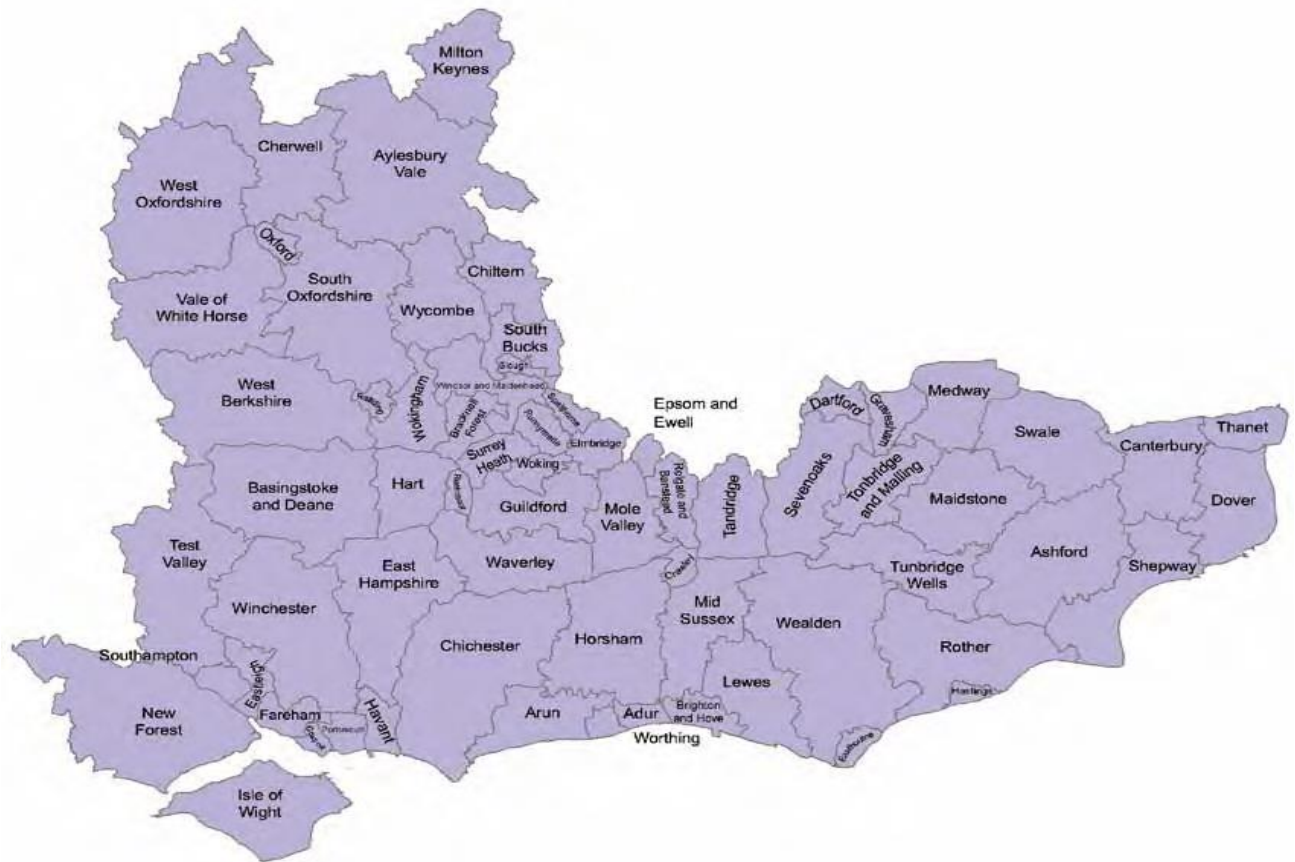 Milton
Keynes
Cherwell
Aylesbury
Vale
West
Oxfordshire
Oxford
Chiltern
South
Oxfordshire
Vale of
White Horse
Wycombe
South
Bucks
Slough
West
Berkshire
Reading
Wokingham
Windsor and Maidenhead
Bracknell
Forest
Runnymede
Spelthorne
Elmbridge
Epsom and
Ewell
Dartford
Gravesham
Medway
Swale
Canterbury
Thanet
Dover
Surrey
Heath
Woking
Basingstoke
and Deane
Hart
Rushmoor
Guildford
Mole
Valley
Reigate and
Banstead
Tandridge
Sevenoaks
Tonbridge
and Malling
Maidstone
Ashford
Shepway
Test
Valley
East
Hampshire
Waverley
Crawley
Tunbridge
Wells
Winchester
Chichester
Horsham
Mid
Sussex
Wealden
Rother
Southampton
Eastleigh
Lewes
Hastings
New
Forest
Fareham
Gosport
Portsmouth
Havant
Arun
Adur
Brighton
and Hove
Worthing
Eastbourne
Isle of
Wight